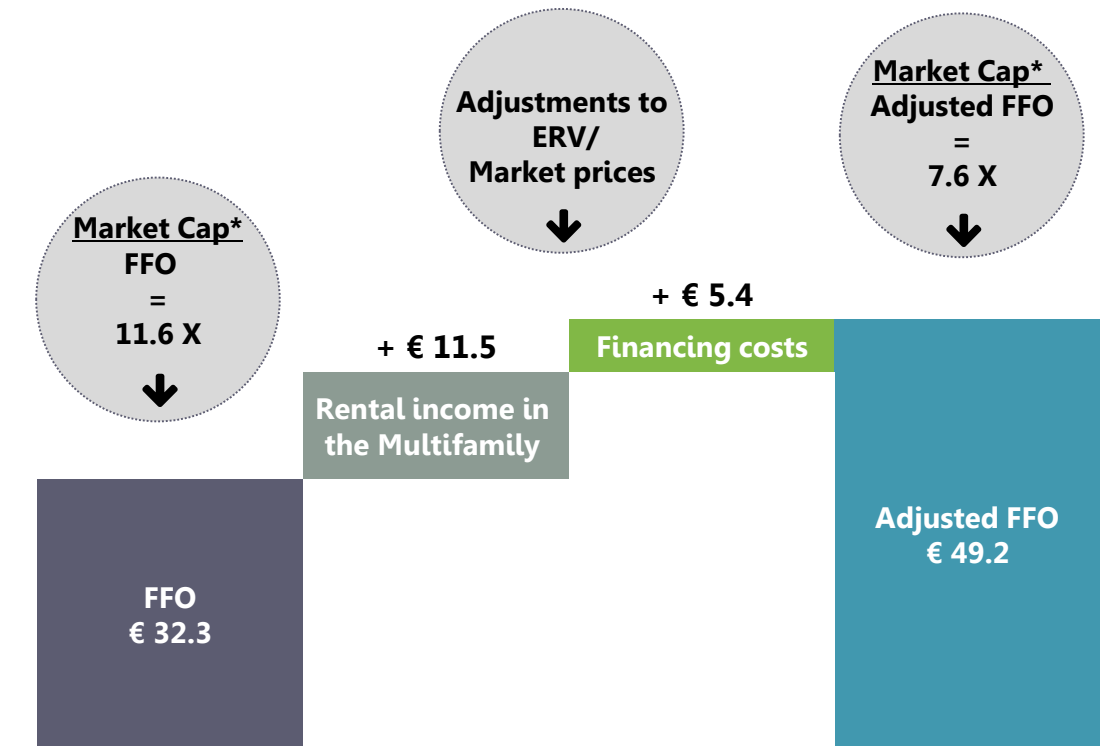 Market Cap*
FFO
=
11.6 X
Adjustments to
ERV/
Market prices
Market Cap*
Adjusted FFO
=
7.6 X
+ € 11.5
+ € 5.4
Rental income in
the Multifamily
Financing costs
FFO
€ 32.3
Adjusted FFO
€ 49.2